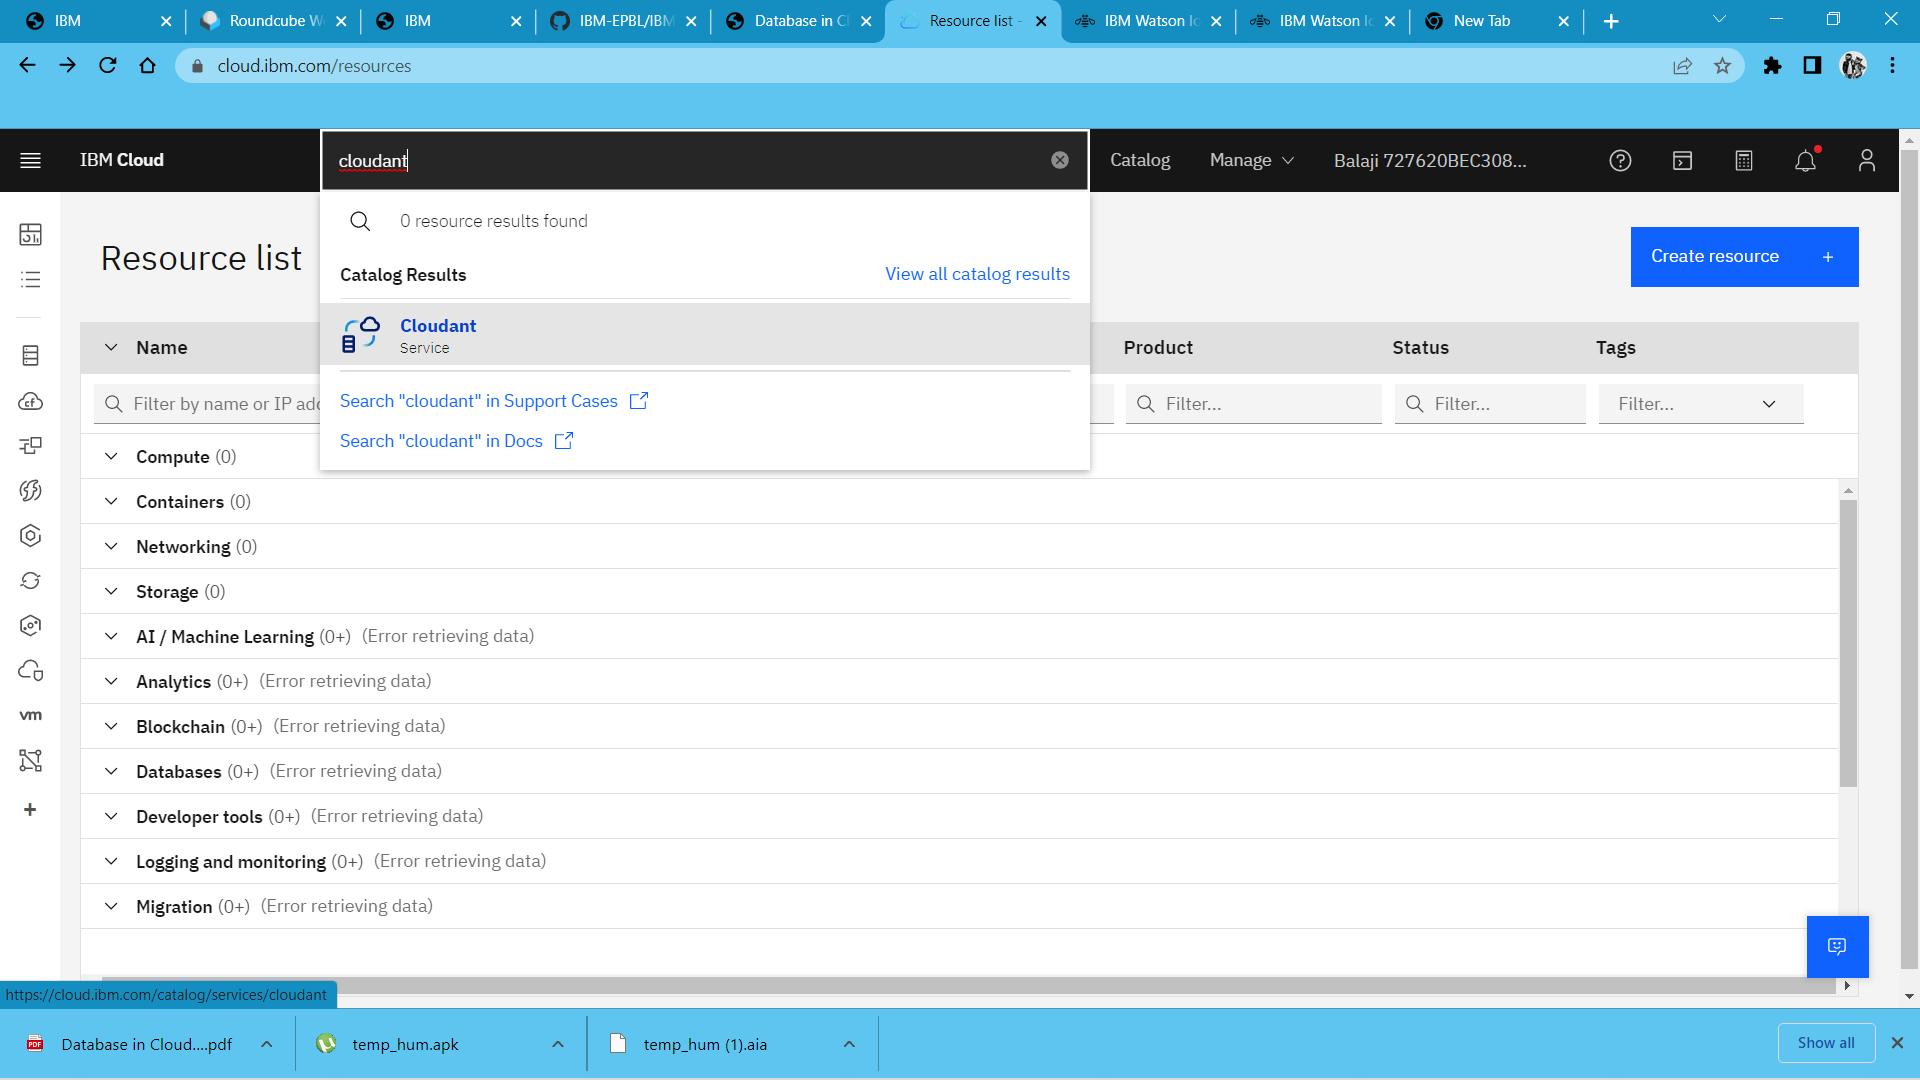 IBM
Roundcube W
IBM
IBM-EPBL/IBM
Database in Cl
Resource list -
IBM Watson Io
IBM Watson Io
New Tab
cloud.ibm.com/resources
IBM Cloud
cloudant
Catalog
Manage
Balaji 727620BEC308...
0 resource results found
Resource list
Create resource +
Catalog Results
View all catalog results
Cloudant
Service
Name
Product
Status
Tags
Search "cloudant" in Support Cases
Filter by name or IP add
Filter...
Filter...
Filter...
Search "cloudant" in Docs
Compute (0)
Containers (0)
Networking (0)
Storage (0)
AI / Machine Learning (0+) (Error retrieving data)
Analytics (0+) (Error retrieving data)
vm
Blockchain (0+) (Error retrieving data)
Databases (0+) (Error retrieving data)
Developer tools (0+) (Error retrieving data)
Logging and monitoring (0+) (Error retrieving data)
Migration (0+) (Error retrieving data)
https://cloud.ibm.com/catalog/services/cloudant
Database in Cloud....pdf
temp_hum.apk
temp_hum (1).aia
Show all